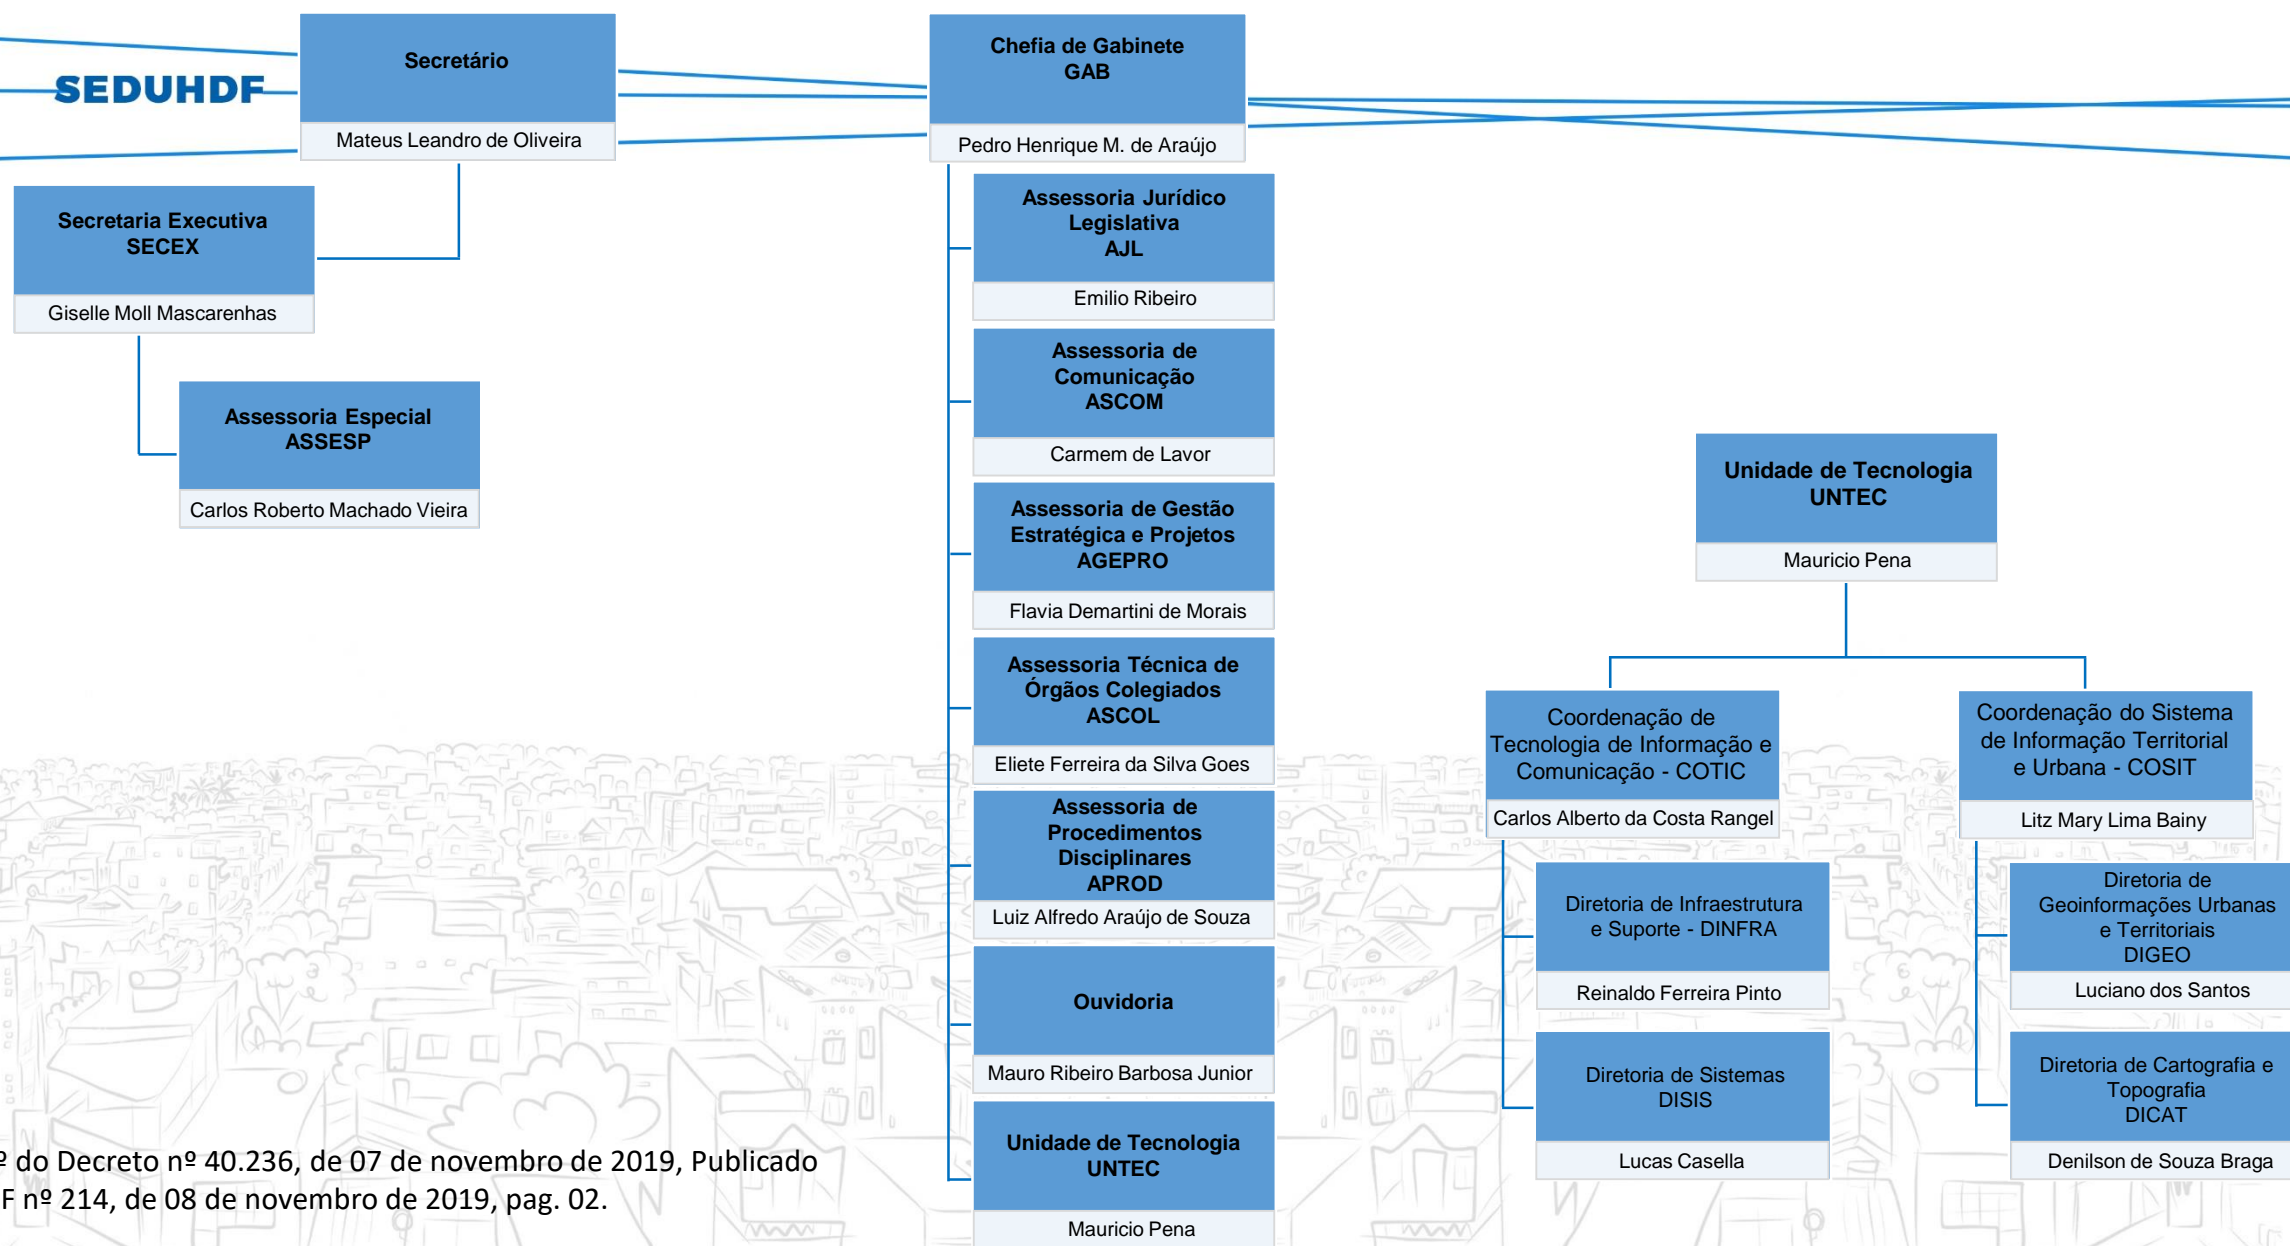 SEDUHDF
Secretário
Mateus Leandro de Oliveira
Secretaria Executiva
SECEX
Giselle Moll Mascarenhas
Assessoria Especial
ASSESP
Carlos Roberto Machado Vieira
Chefia de Gabinete
GAB
Pedro Henrique M. de Araújo
Assessoria Jurídico
Legislativa
AJL
Emilio Ribeiro
Assessoria de
Comunicação
ASCOM
Carmem de Lavor
Assessoria de Gestão
Estratégica e Projetos
AGEPRO
Flavia Demartini de Morais
Assessoria Técnica de
Órgãos Colegiados
ASCOL
Eliete Ferreira da Silva Goes
Assessoria de
Procedimentos
Disciplinares
APROD
Luiz Alfredo Araújo de Souza
Ouvidoria
Mauro Ribeiro Barbosa Junior
Unidade de Tecnologia
UNTEC
Mauricio Pena
Unidade de Tecnologia
UNTEC
Mauricio Pena
Coordenação de
Tecnologia de Informação e
Comunicação - COTIC
Carlos Alberto da Costa Rangel
Diretoria de Infraestrutura
e Suporte - DINFRA
Reinaldo Ferreira Pinto
Diretoria de Sistemas
DISIS
Lucas Casella
Coordenação do Sistema
de Informação Territorial
e Urbana - COSIT
Litz Mary Lima Bainy
Diretoria de
Geoinformações Urbanas
e Territoriais
DIGEO
Luciano dos Santos
Diretoria de Cartografia e
Topografia
DICAT
Denilson de Souza Braga
º do Decreto nº 40.236, de 07 de novembro de 2019, Publicado
F nº 214, de 08 de novembro de 2019, pag. 02.